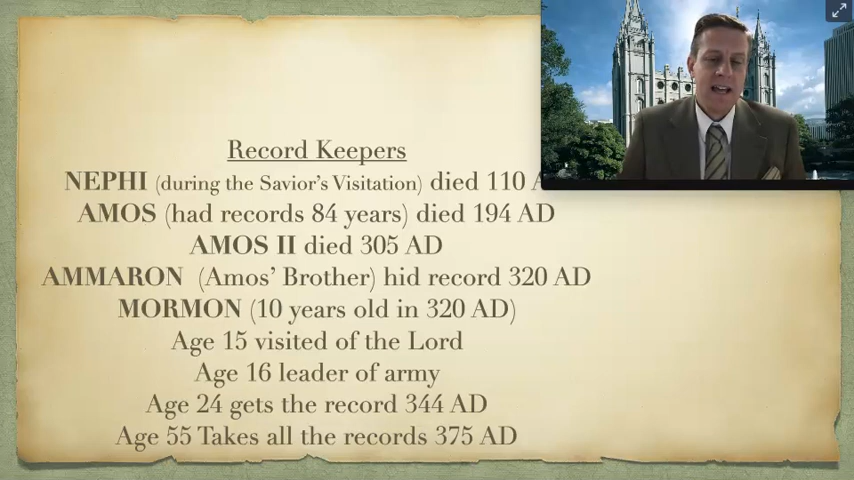 Record Keepers
NEPHI (during the Savior's Visitation) died 110
AMOS (had records 84 years) died 194 AD
AMOS II died 305 AD
AMMARON (Amos' Brother) hid record 320 AD
MORMON (10 years old in 320 AD)
Age 15 visited of the Lord
Age 16 leader of army
Age 24 gets the record 344 AD
Age 55 Takes all the records 375 AD